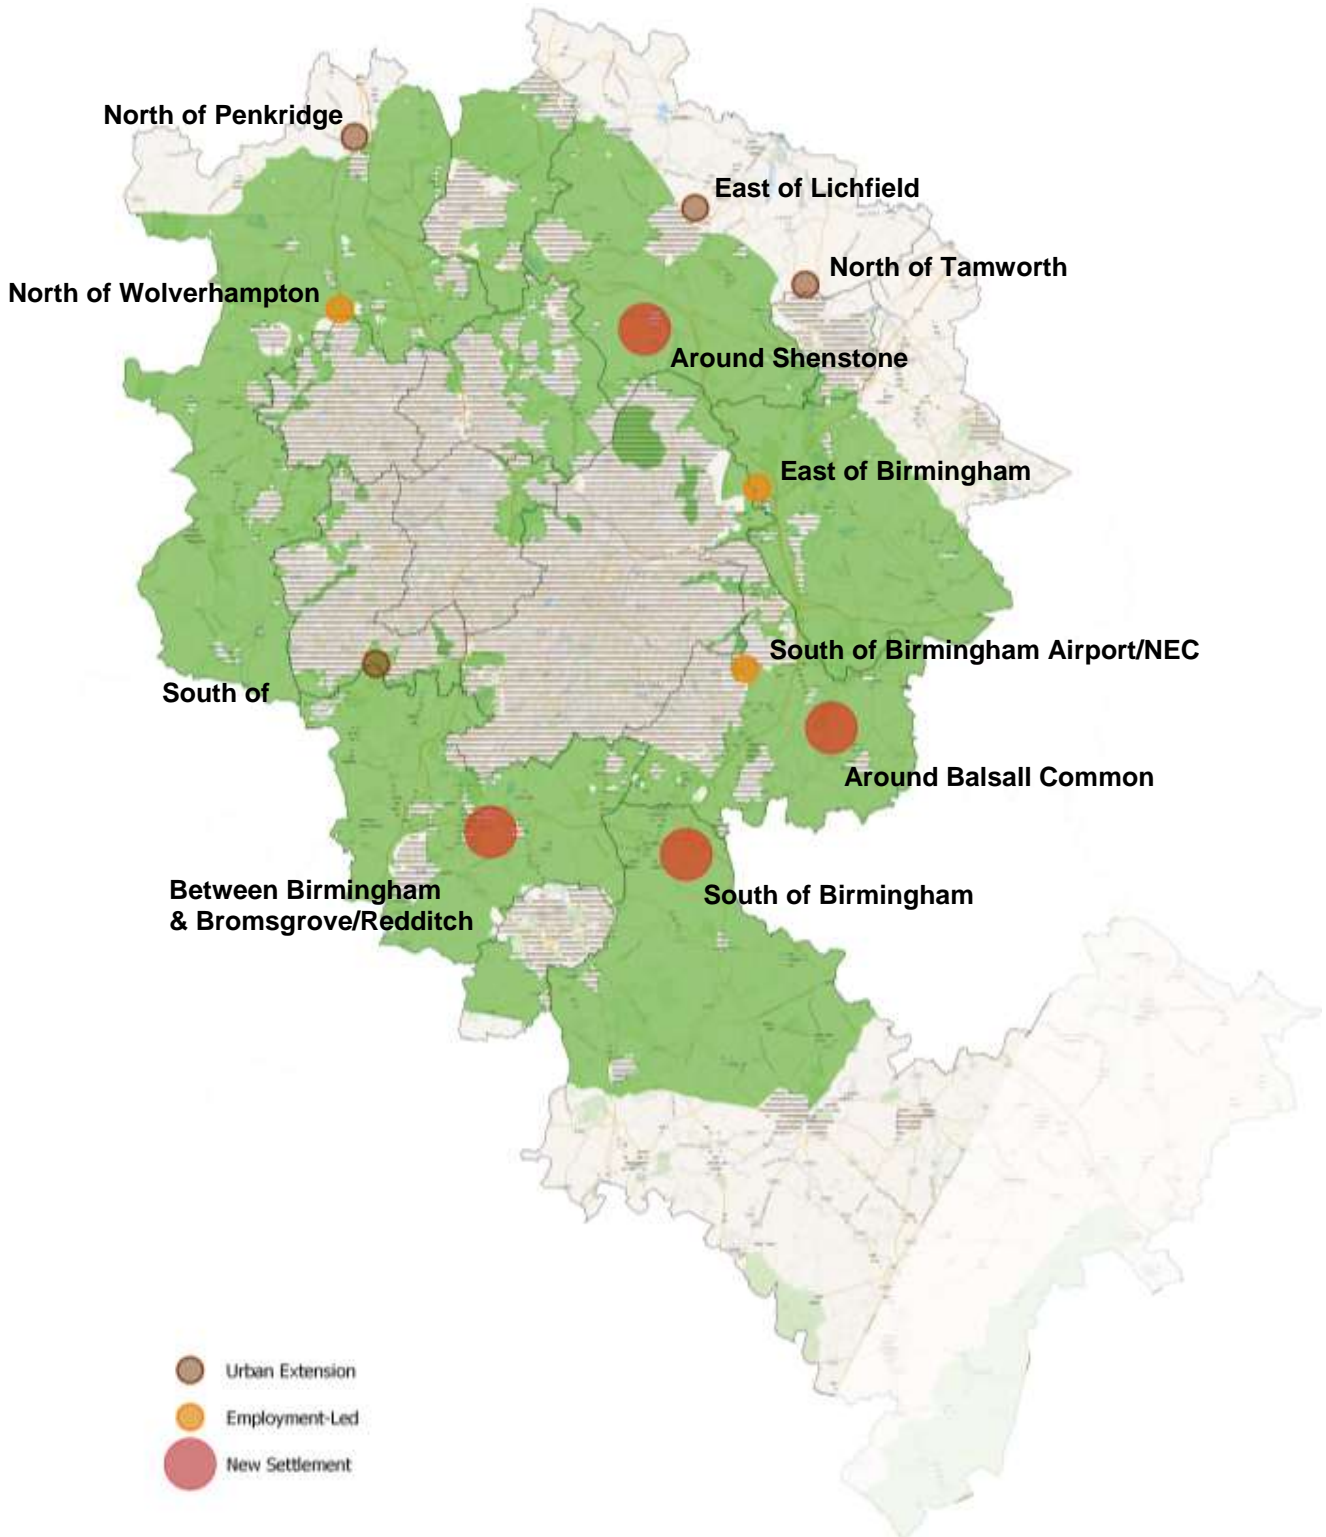 North of Penkridge
East of Lichfield
North of Tamworth
North of Wolverhampton
Around Shenstone
East of Birmingham
South of Birmingham Airport/NEC
South of
Around Balsall Common
Between Birmingham
& Bromsgrove/Redditch
South of Birmingham
Urban Extension
Employment-Led
New Settlement